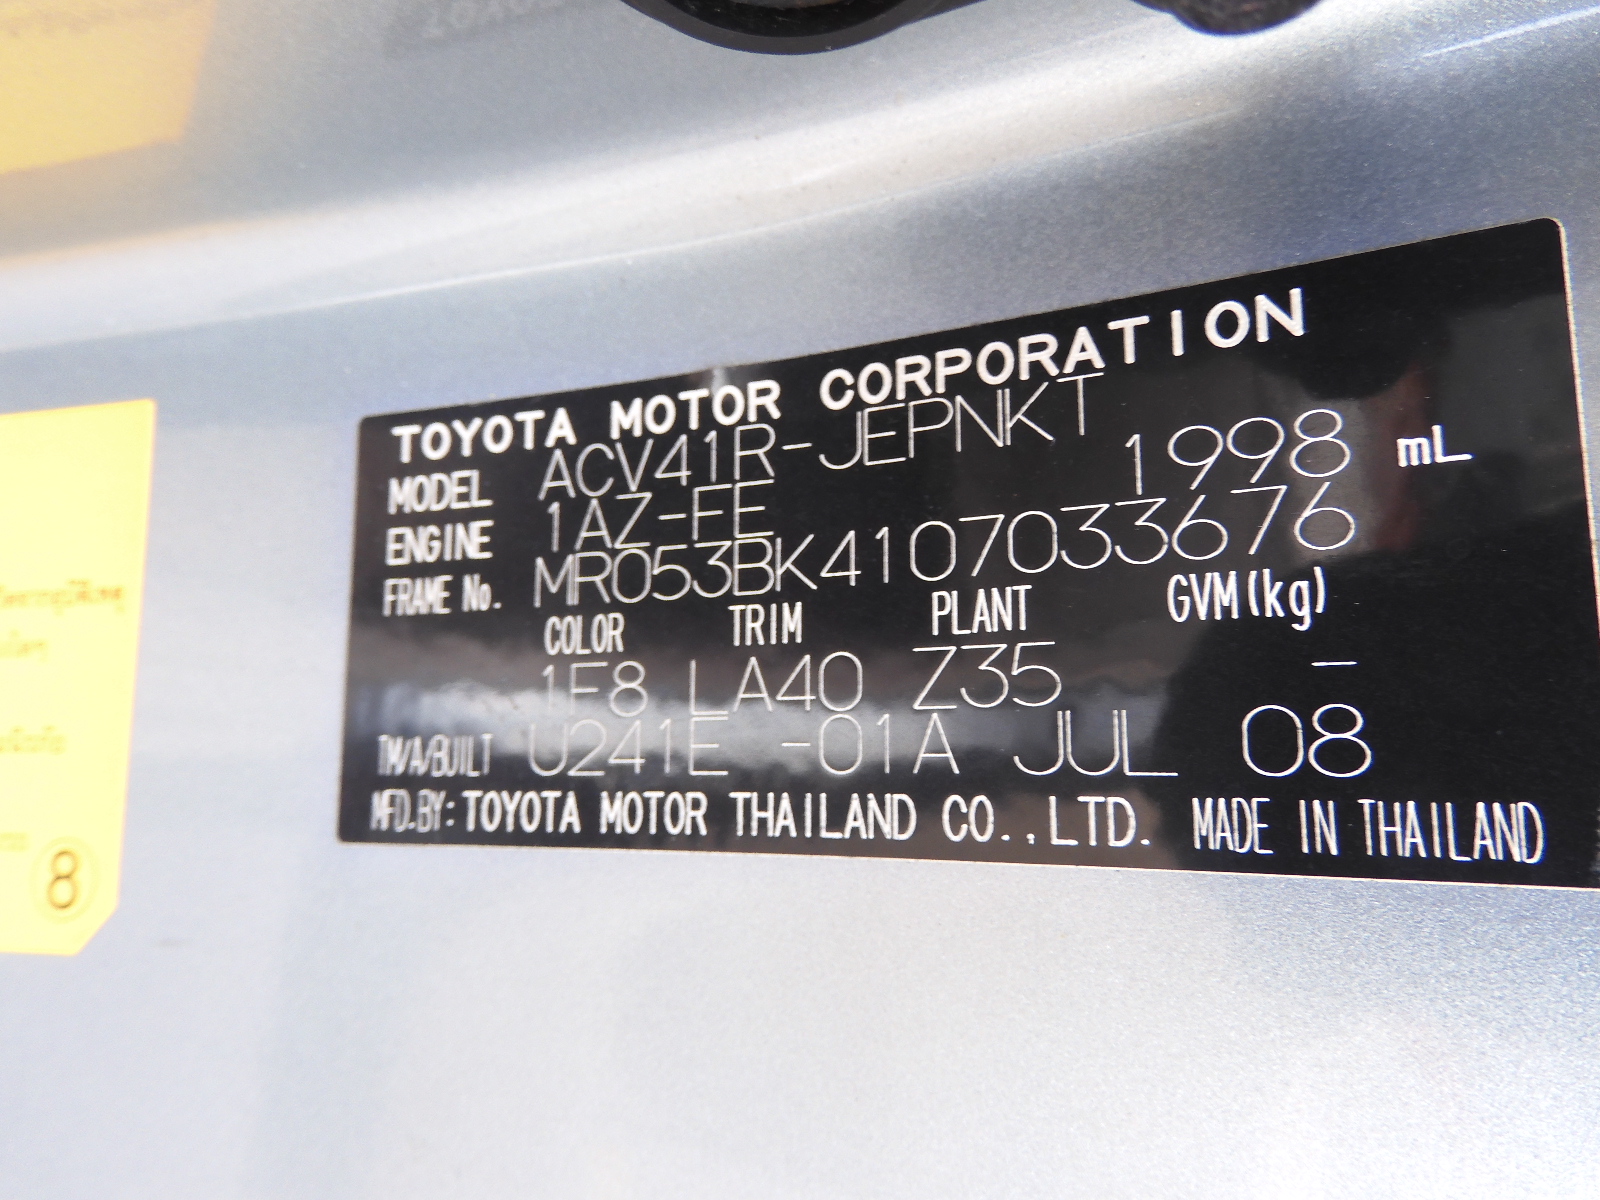 TOYOTA MOTOR CORPORATION
MODEL ACV41R-JEPNKT
ENGINE 1AZ-FE 1998 mL
FRAME No. MR053BK4107033676
COLOR TRIM PLANT GVM(kg)
1F8 LA40 Z35 -
TM/A/BUILT U241E -01A JUL 08
MFD.BY: TOYOTA MOTOR THAILAND CO.,LTD. MADE IN THAILAND
8